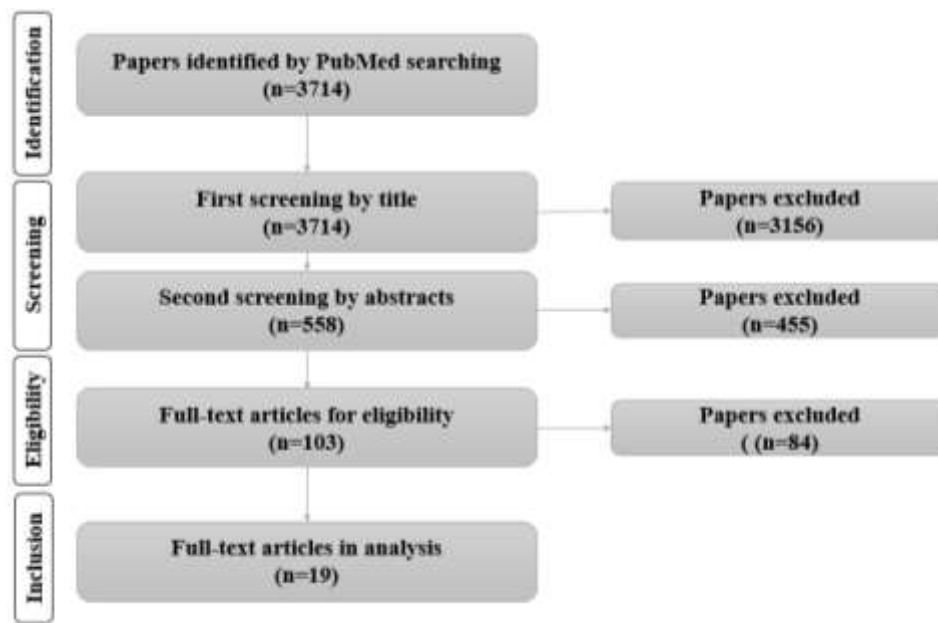 Identification
Papers identified by PubMed searching
(n=3714)
Screening
First screening by title
(n=3714)
Papers excluded
(n=3156)
Second screening by abstracts
(n=558)
Papers excluded
(n=455)
Eligibility
Full-text articles for eligibility
(n=103)
Papers excluded
( (n=84)
Inclusion
Full-text articles in analysis
(n=19)